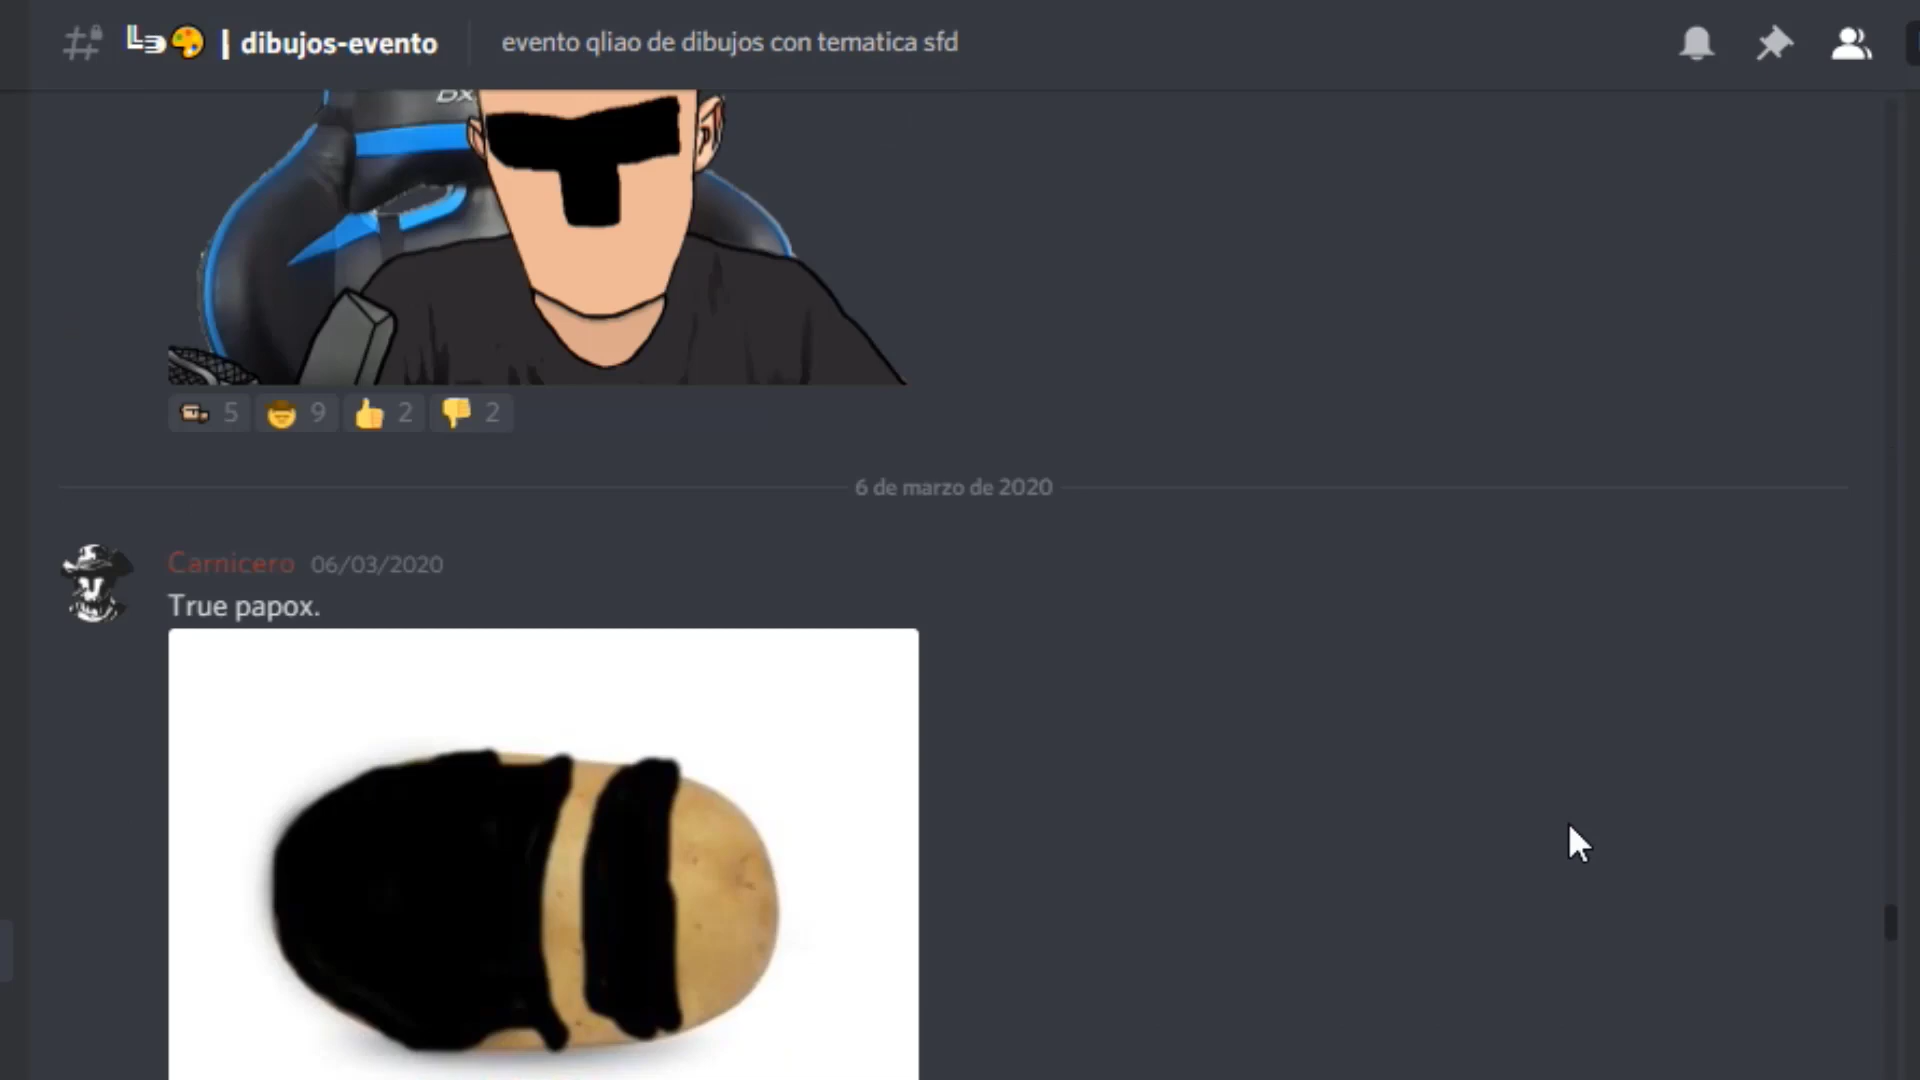 dibujos-evento
evento qliao de dibujos con tematica sfd
DX
5 9 2 2
6 de marzo de 2020
Carnicero 06/03/2020
True papox.